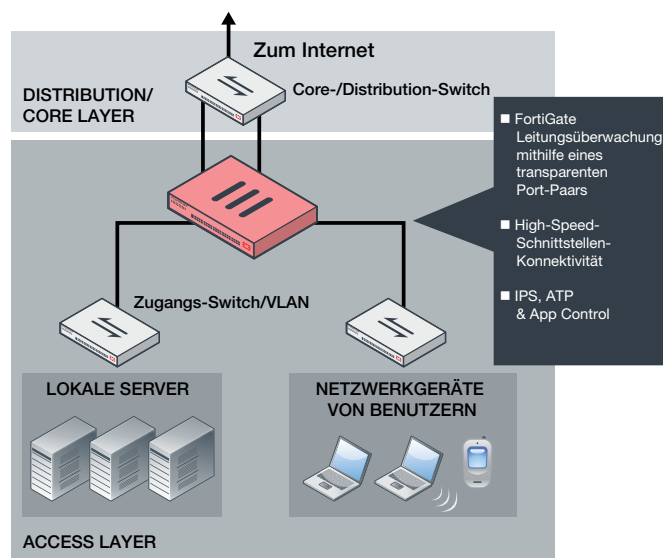 Zum Internet
Core-/Distribution-Switch
DISTRIBUTION/
CORE LAYER
FortiGate
Leitungsüberwachung
mithilfe eines
transparenten
Port-Paars
High-Speed-
Schnittstellen-
Konnektivität
IPS, ATP
& App Control
Zugangs-Switch/VLAN
LOKALE SERVER
NETZWERKGERÄTE
VON BENUTZERN
ACCESS LAYER